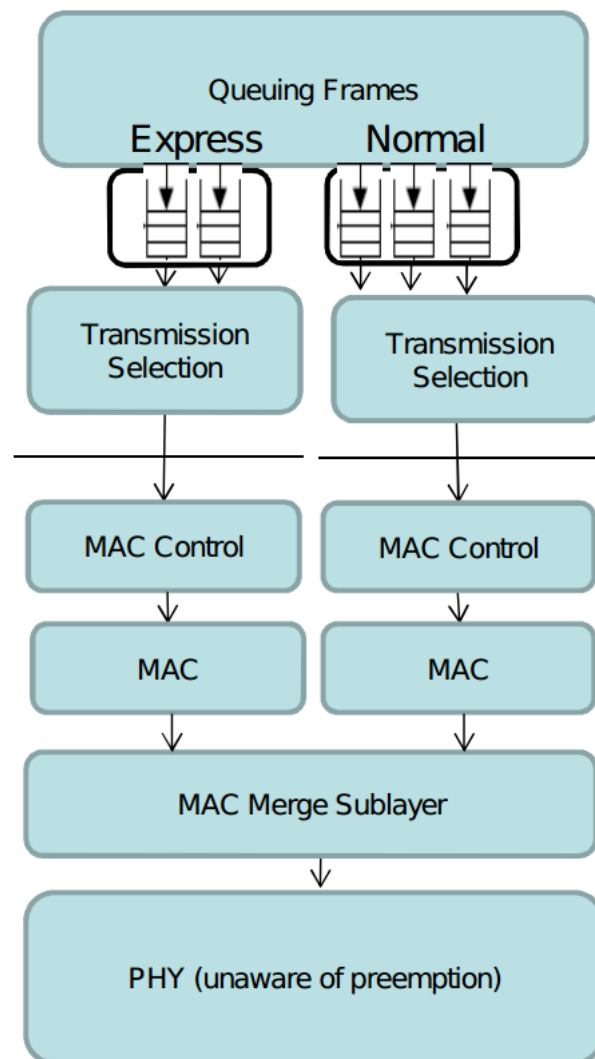 Queuing Frames
Express Normal
Transmission
Selection
Transmission
Selection
MAC Control
MAC Control
MAC
MAC
MAC Merge Sublayer
PHY (unaware of preemption)